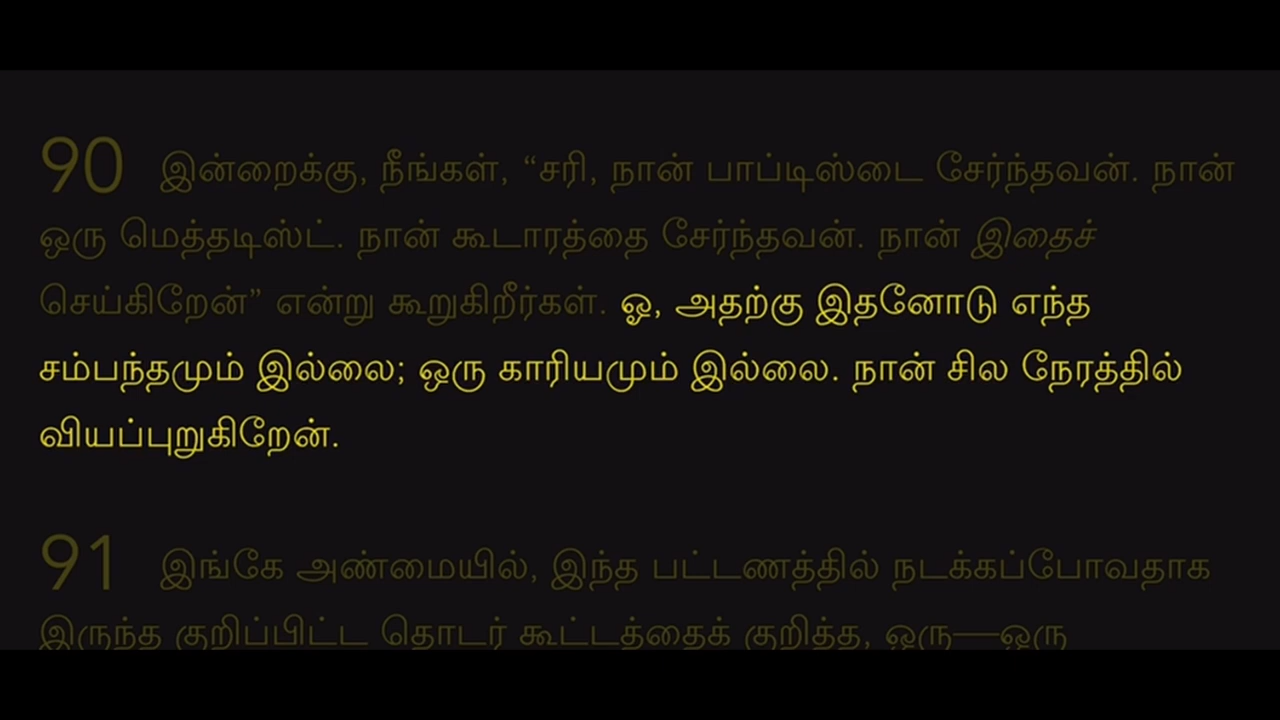 90 இன்றைக்கு, நீங்கள், “சரி, நான் பாப்டிஸ்டை சேர்ந்தவன். நான்
ஒரு மெத்தடிஸ்ட். நான் கூடாரத்தை சேர்ந்தவன். நான் இதைச்
செய்கிறேன்” என்று கூறுகிறீர்கள். ஓ, அதற்கு இதனோடு எந்த
சம்பந்தமும் இல்லை; ஒரு காரியமும் இல்லை. நான் சில நேரத்தில்
வியப்புறுகிறேன்.
91 இங்கே அண்மையில், இந்த பட்டணத்தில் நடக்கப்போவதாக
இருந்த குறிப்பிட்ட தொடர் கூட்டத்தைக் குறித்த, ஒரு—ஒரு